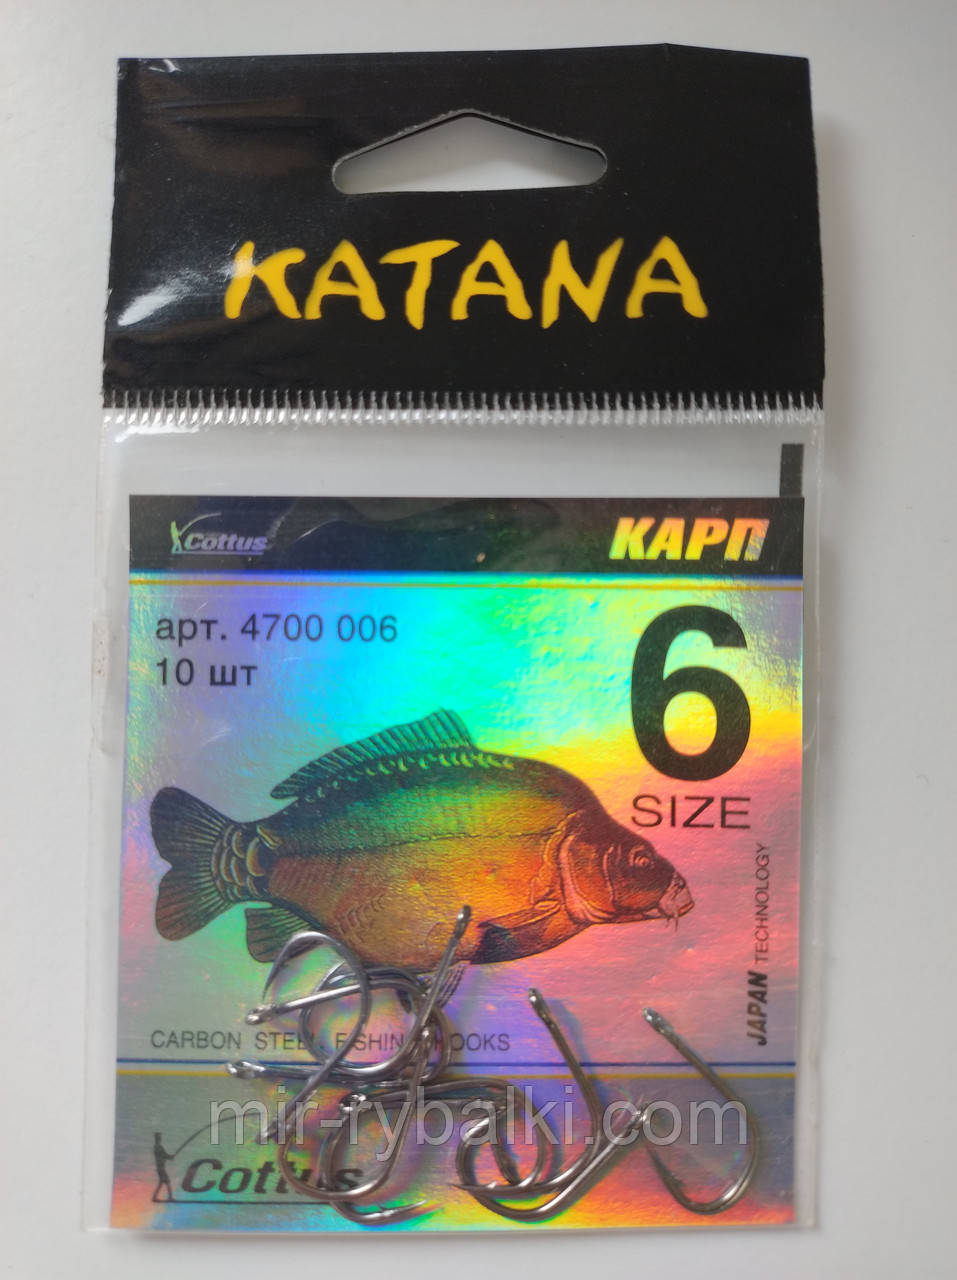 KATANA
Cottus
КАРП
арт. 4700 006
10 шт
6
SIZE
JAPAN TECHNOLOGY
CARBON STEEL FISHING HOOKS
mir-rybalki.com
Cottus